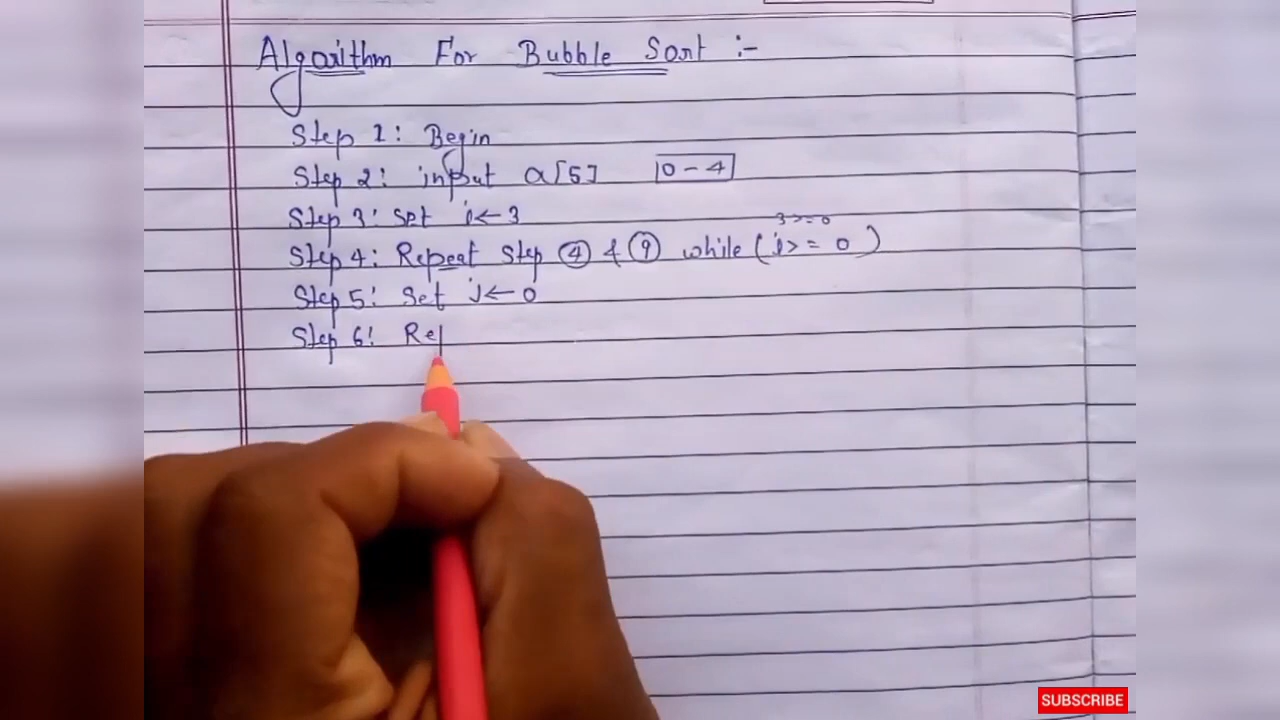 Algorithm For Bubble Sort :-
Step 1: Begin
Step 2: input a[5] 0-4
Step 3: Set i←3
3>=0
Step 4: Repeat Step 4 & 9 while (i>= 0)
Step 5: Set j←0
Step 6: Rep
SUBSCRIBE